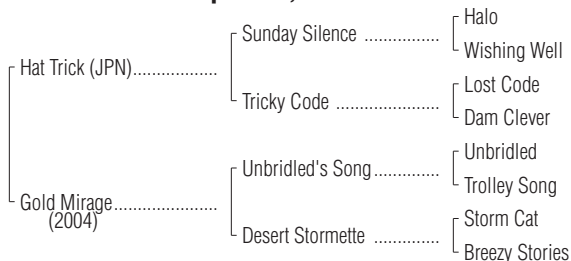 Halo
Sunday Silence ................
Wishing Well
Hat Trick (JPN)..................
Lost Code
Tricky Code ......................
Dam Clever
Unbridled
Unbridled's Song..............
Trolley Song
Gold Mirage......................
(2004)
Storm Cat
Desert Stormette ..............
Breezy Stories